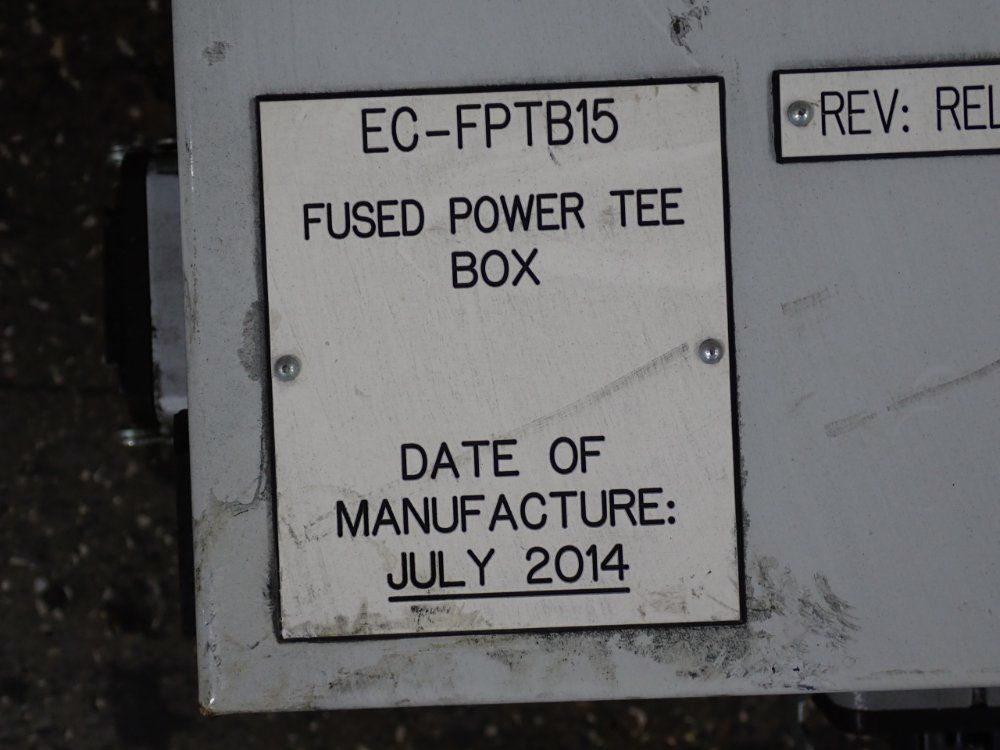 EC-FPTB15
FUSED POWER TEE
BOX
DATE OF
MANUFACTURE:
JULY 2014
REV: REL